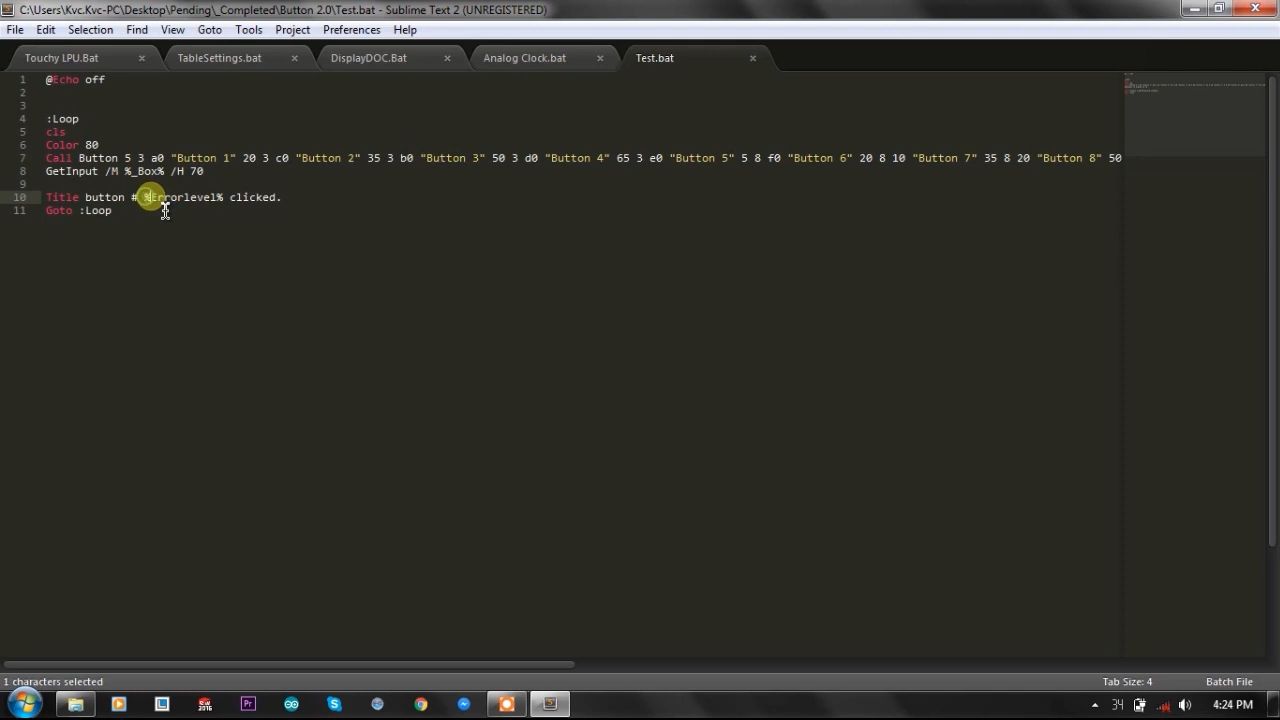 C:\Users\Kvc.Kvc-PC\Desktop\Pending\_Completed\Button 2.0\Test.bat - Sublime Text 2 (UNREGISTERED)
File Edit Selection Find View Goto Tools Project Preferences Help
Touchy LPU.Bat TableSettings.bat DisplayDOC.Bat Analog Clock.bat Test.bat
1 @Echo off
2
3
4 :Loop
5 cls
6 Color 80
7 Call Button 5 3 a0 "Button 1" 20 3 c0 "Button 2" 35 3 b0 "Button 3" 50 3 d0 "Button 4" 65 3 e0 "Button 5" 5 8 f0 "Button 6" 20 8 10 "Button 7" 35 8 20 "Button 8" 50
8 GetInput /M %_Box% /H 70
9
10 Title button # %Errorlevel% clicked.
11 Goto :Loop
1 characters selected Tab Size: 4 Batch File
Pr 34 4:24 PM